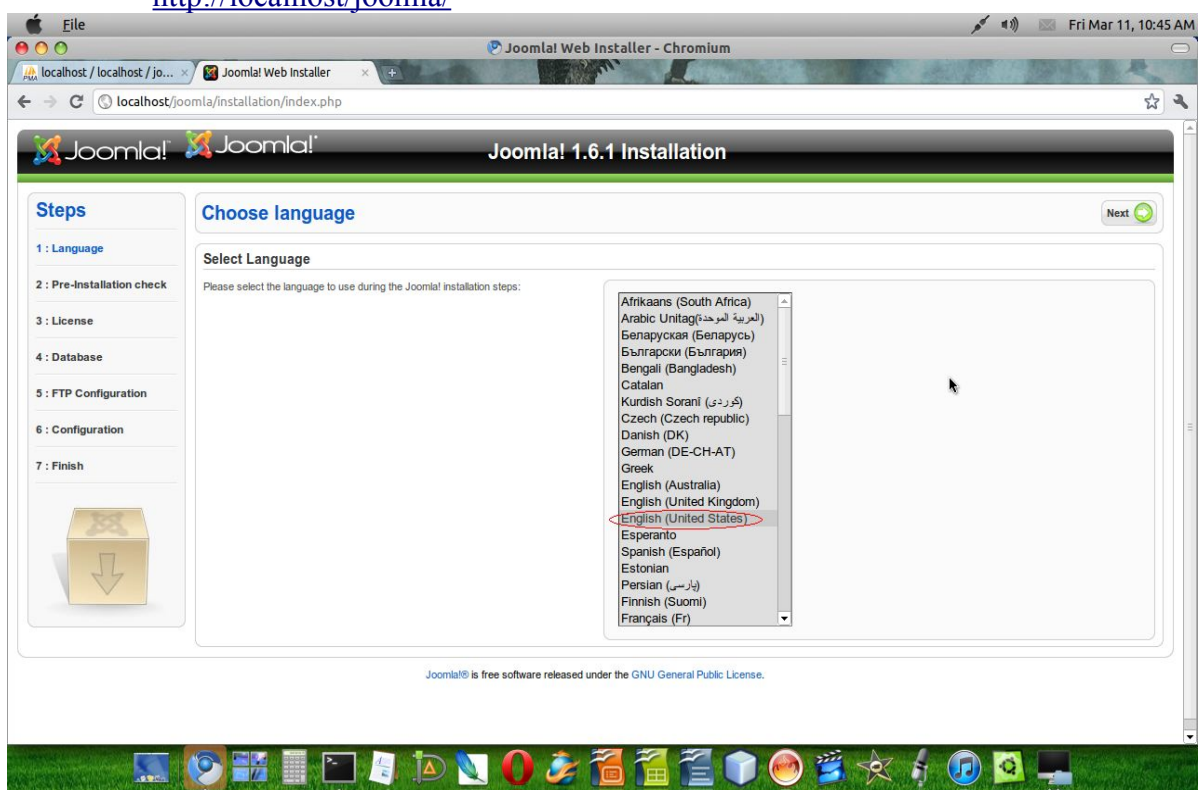 http://localhost/joomla/
File
Fri Mar 11, 10:45 AM
Joomla! Web Installer - Chromium
localhost / localhost / jo...
Joomla! Web Installer
localhost/joomla/installation/index.php
Joomla!
Joomla!
Joomla! 1.6.1 Installation
Steps
1 : Language
2 : Pre-Installation check
3 : License
4 : Database
5 : FTP Configuration
6 : Configuration
7 : Finish
Choose language
Next
Select Language
Please select the language to use during the Joomla! installation steps:
Afrikaans (South Africa)
Arabic Unitag(العربية الموحدة)
Беларуская (Беларусь)
Български (България)
Bengali (Bangladesh)
Catalan
Kurdish Soranî (کوردى)
Czech (Czech republic)
Danish (DK)
German (DE-CH-AT)
Greek
English (Australia)
English (United Kingdom)
English (United States)
Esperanto
Spanish (Español)
Estonian
Persian (پارسی)
Finnish (Suomi)
Français (Fr)
Joomla!® is free software released under the GNU General Public License.